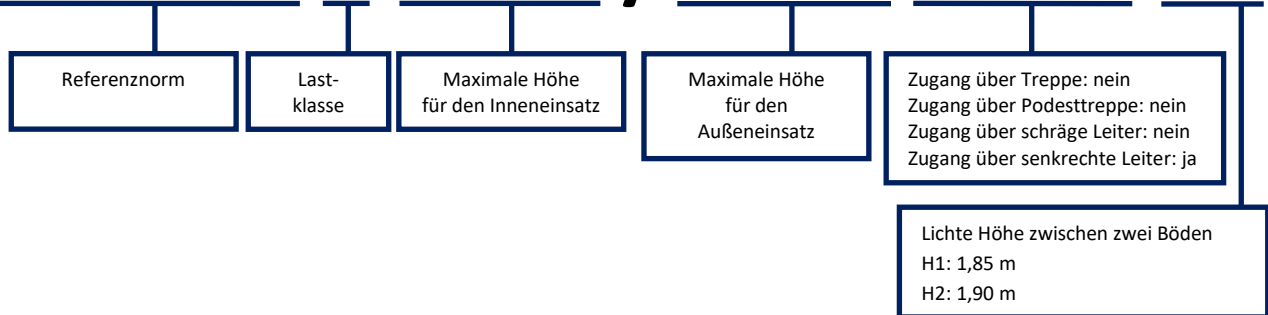 Referenznorm
Last-
klasse
Maximale Höhe
für den Inneneinsatz
Maximale Höhe
für den
Außeneinsatz
Zugang über Treppe: nein
Zugang über Podesttreppe: nein
Zugang über schräge Leiter: nein
Zugang über senkrechte Leiter: ja
Lichte Höhe zwischen zwei Böden
H1: 1,85 m
H2: 1,90 m